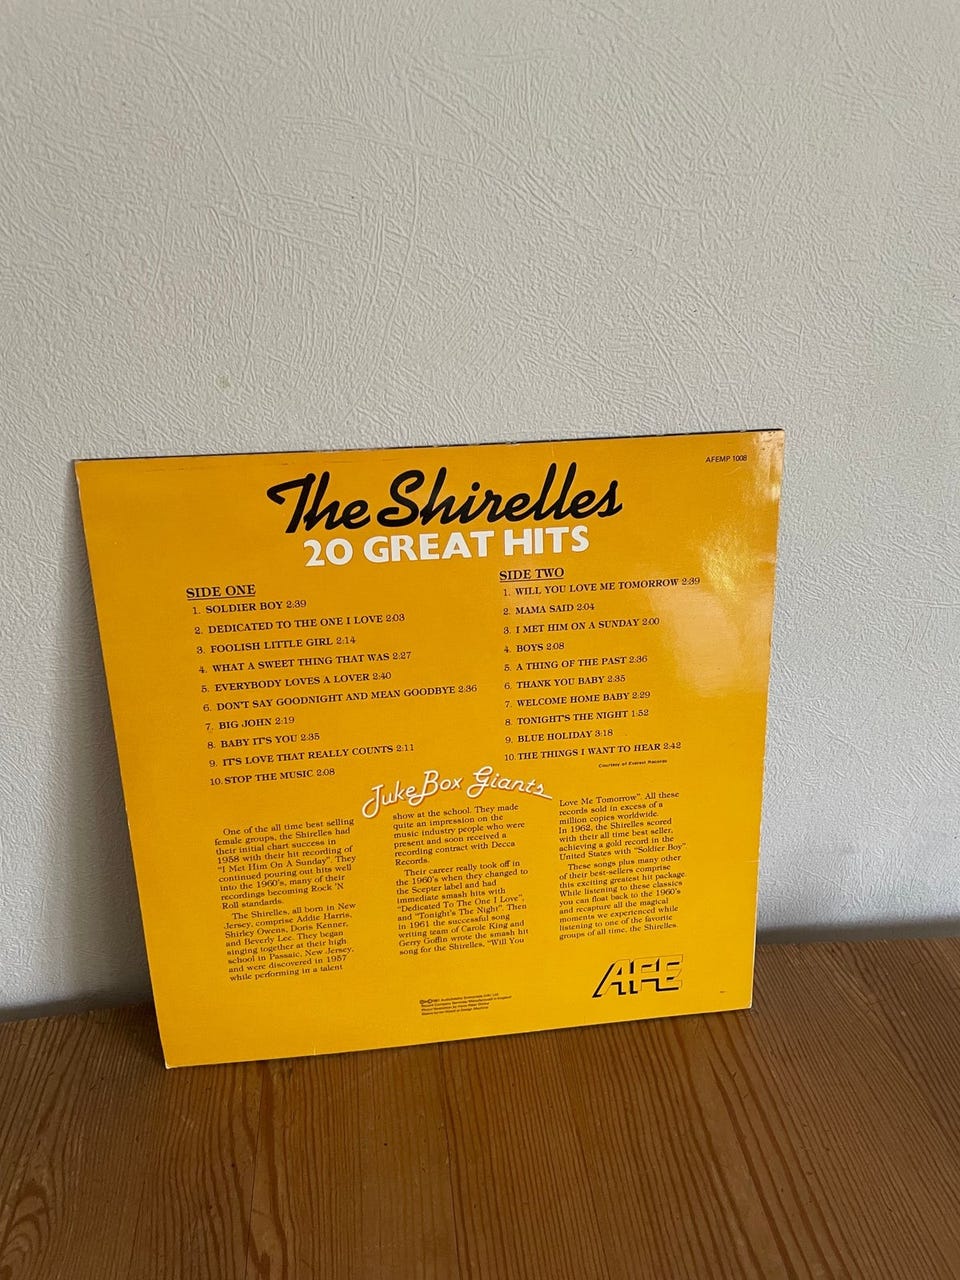 AFEMP 1008
The Shirelles
20 GREAT HITS
SIDE ONE
1. SOLDIER BOY 2:39
2. DEDICATED TO THE ONE I LOVE 2:03
3. FOOLISH LITTLE GIRL 2:14
4. WHAT A SWEET THING THAT WAS 2:27
5. EVERYBODY LOVES A LOVER 2:40
6. DON'T SAY GOODNIGHT AND MEAN GOODBYE 2:36
7. BIG JOHN 2:19
8. BABY IT'S YOU 2:35
9. IT'S LOVE THAT REALLY COUNTS 2:11
10. STOP THE MUSIC 2:08
SIDE TWO
1. WILL YOU LOVE ME TOMORROW 2:39
2. MAMA SAID 2:04
3. I MET HIM ON A SUNDAY 2:00
4. BOYS 2:08
5. A THING OF THE PAST 2:36
6. THANK YOU BABY 2:35
7. WELCOME HOME BABY 2:29
8. TONIGHT'S THE NIGHT 1:52
9. BLUE HOLIDAY 3:18
10. THE THINGS I WANT TO HEAR 2:42
Courtesy of Everest Records
JukeBox Giants
One of the all time best selling
female groups, the Shirelles had
their initial chart success in
1958 with their hit recording of
"I Met Him On A Sunday". They
continued pouring out hits well
into the 1960's, many of their
recordings becoming Rock 'N
Roll standards.
The Shirelles, all born in New
Jersey, comprise Addie Harris,
Shirley Owens, Doris Kenner,
and Beverly Lee. They began
singing together at their high
school in Passaic, New Jersey,
and were discovered in 1957
while performing in a talent
show at the school. They made
quite an impression on the
music industry people who were
present and soon received a
recording contract with Decca
Records.
Their career really took off in
the 1960's when they changed to
the Scepter label and had
immediate smash hits with
"Dedicated To The One I Love",
and "Tonight's The Night". Then
in 1961 the successful song
writing team of Carole King and
Gerry Goffin wrote the smash hit
song for the Shirelles, "Will You
Love Me Tomorrow". All these
records sold in excess of a
million copies worldwide.
In 1962, the Shirelles scored
with their all time best seller,
achieving a gold record in the
United States with "Soldier Boy".
These songs plus many other
of their best-sellers comprise
this exciting greatest hit package.
While listening to these classics
you can float back to the 1960's
and recapture all the magical
moments we experienced while
listening to one of the favorite
groups of all time, the Shirelles.
AFE